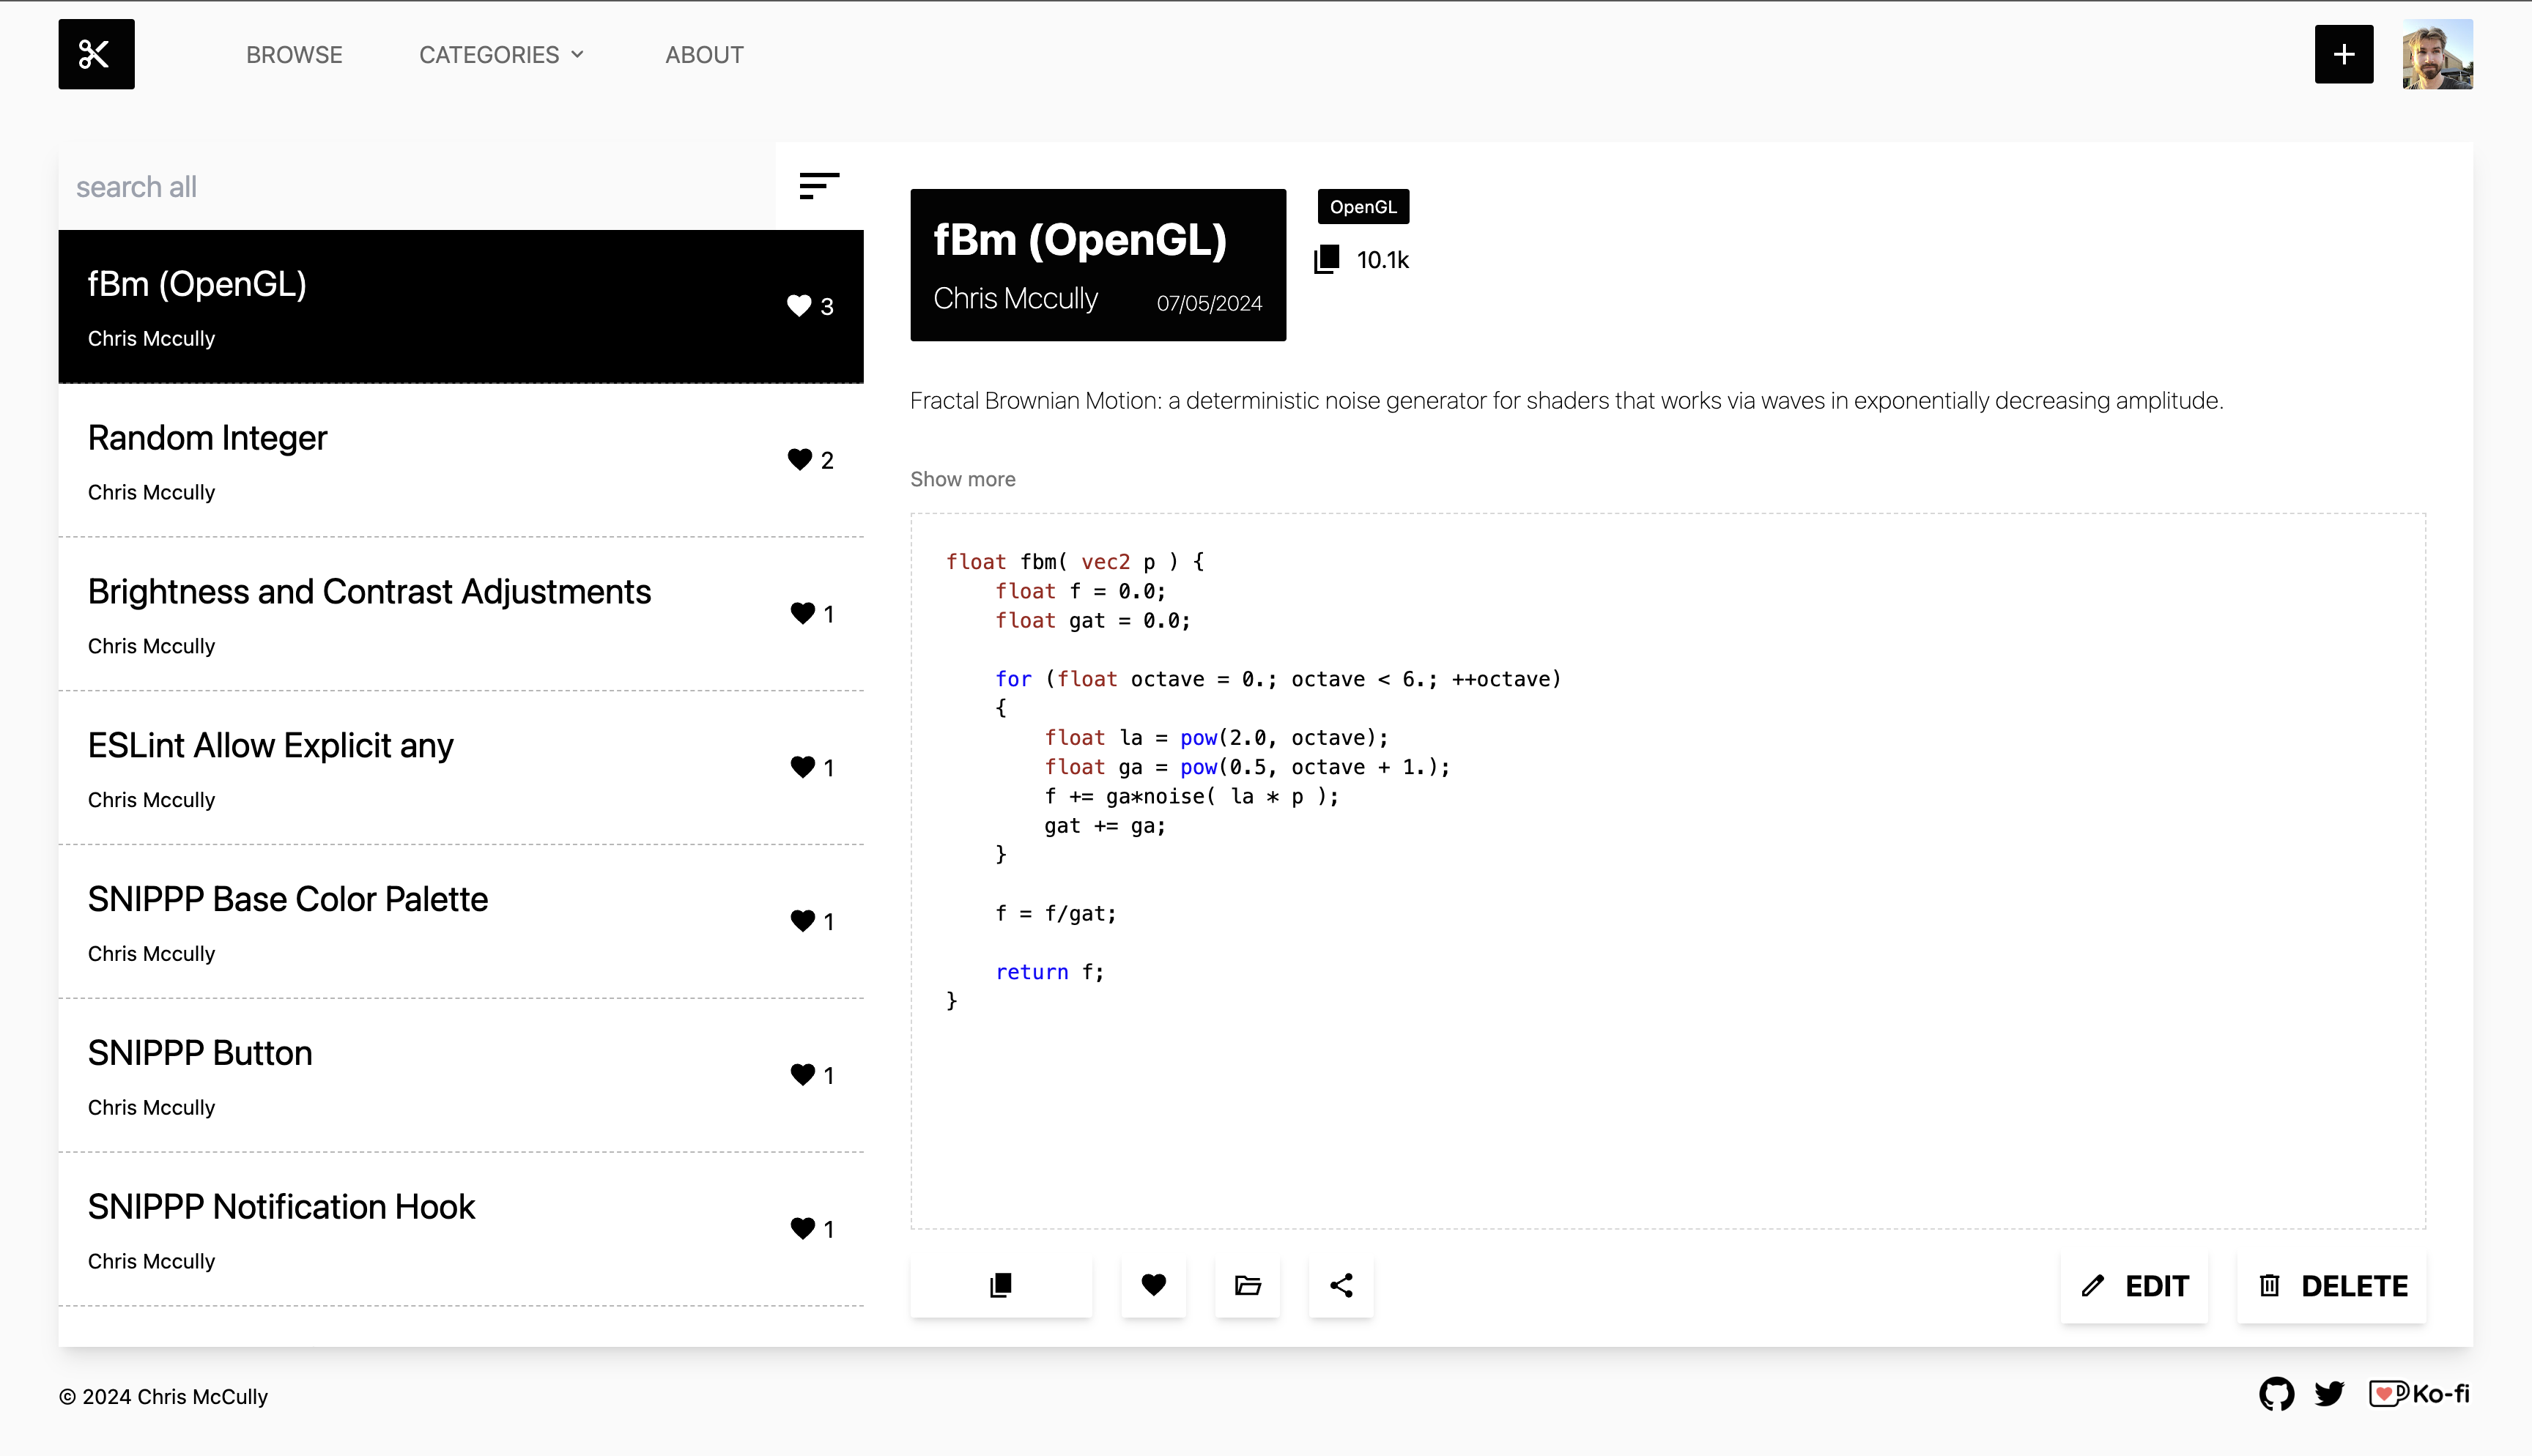 BROWSE
CATEGORIES
ABOUT
search all
fBm (OpenGL)
Chris Mccully
3
Random Integer
Chris Mccully
2
Brightness and Contrast Adjustments
Chris Mccully
1
ESLint Allow Explicit any
Chris Mccully
1
SNIPPP Base Color Palette
Chris Mccully
1
SNIPPP Button
Chris Mccully
1
SNIPPP Notification Hook
Chris Mccully
1
fBm (OpenGL)
Chris Mccully 07/05/2024
OpenGL
10.1k
Fractal Brownian Motion: a deterministic noise generator for shaders that works via waves in exponentially decreasing amplitude.
Show more
float fbm( vec2 p ) {
    float f = 0.0;
    float gat = 0.0;

    for (float octave = 0.; octave < 6.; ++octave)
    {
        float la = pow(2.0, octave);
        float ga = pow(0.5, octave + 1.);
        f += ga*noise( la * p );
        gat += ga;
    }

    f = f/gat;

    return f;
}
EDIT
DELETE
© 2024 Chris McCully
Ko-fi